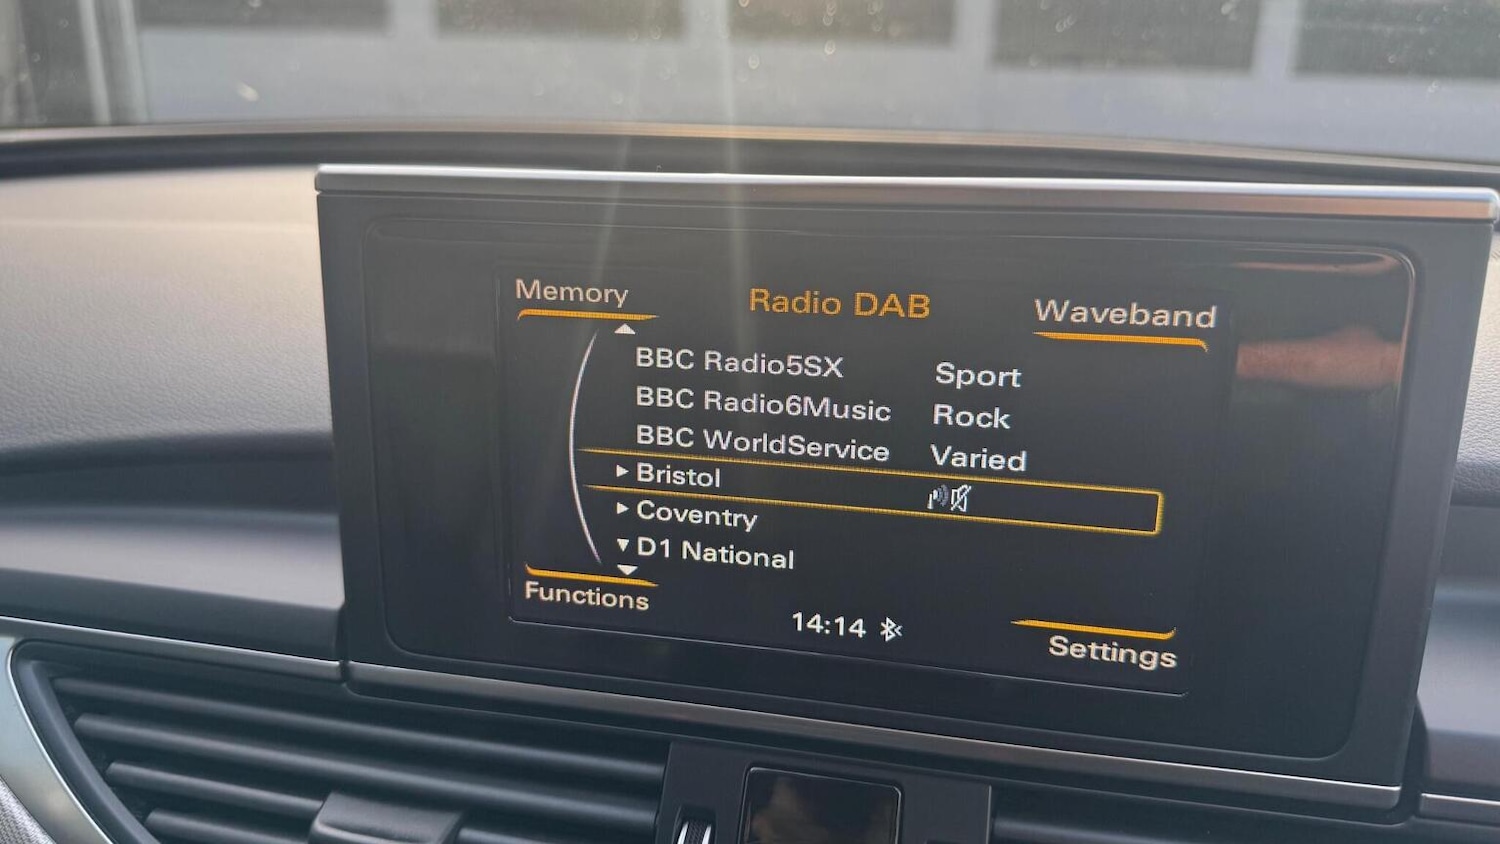 Memory
Radio DAB
Waveband
BBC Radio5SX Sport
BBC Radio6Music Rock
BBC WorldService Varied
Bristol
Coventry
D1 National
Functions
14:14
Settings